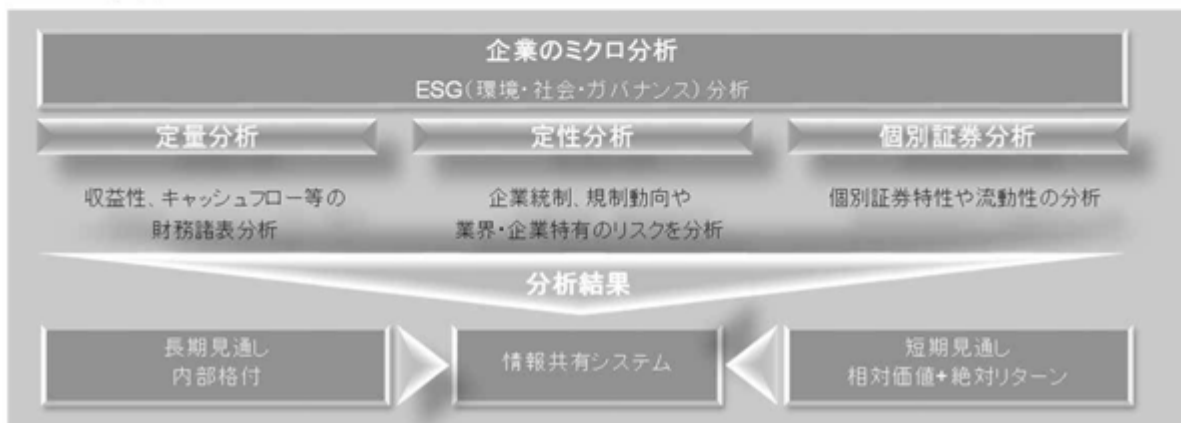 企業のミクロ分析
ESG(環境・社会・ガバナンス)分析
定量分析
収益性、キャッシュフロー等の
財務諸表分析
定性分析
企業統制、規制動向や
業界・企業特有のリスクを分析
個別証券分析
個別証券特性や流動性の分析
分析結果
長期見通し
内部格付
情報共有システム
短期見通し
相対価値+絶対リターン